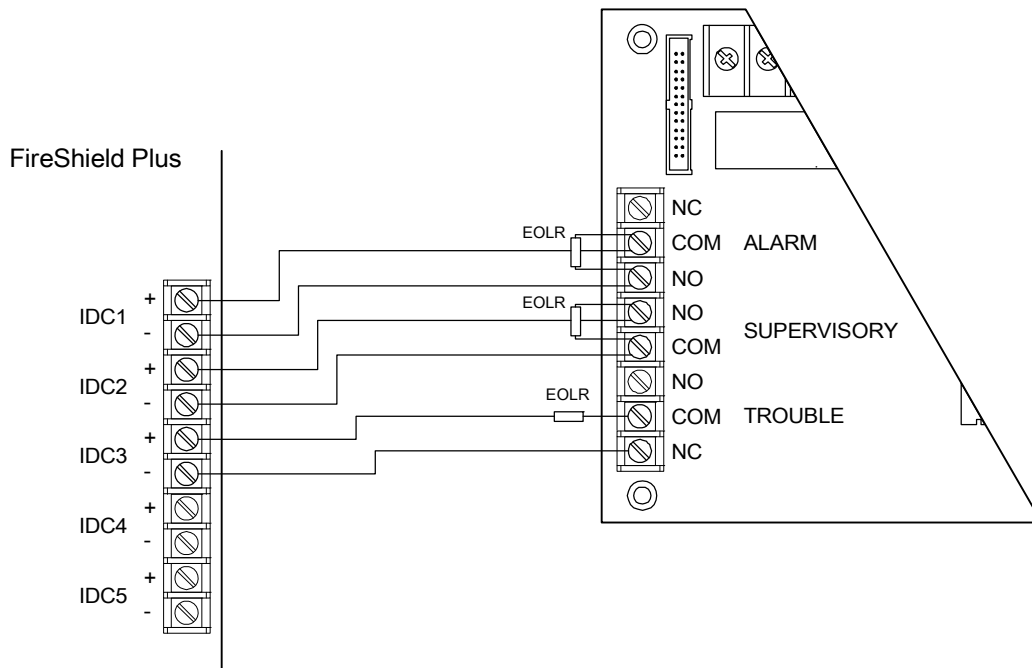 FireShield Plus
IDC1
+
-
IDC2
+
-
IDC3
+
-
IDC4
+
-
IDC5
+
-
EOLR
EOLR
EOLR
NC
COM ALARM
NO
NO
SUPERVISORY
COM
NO
COM TROUBLE
NC